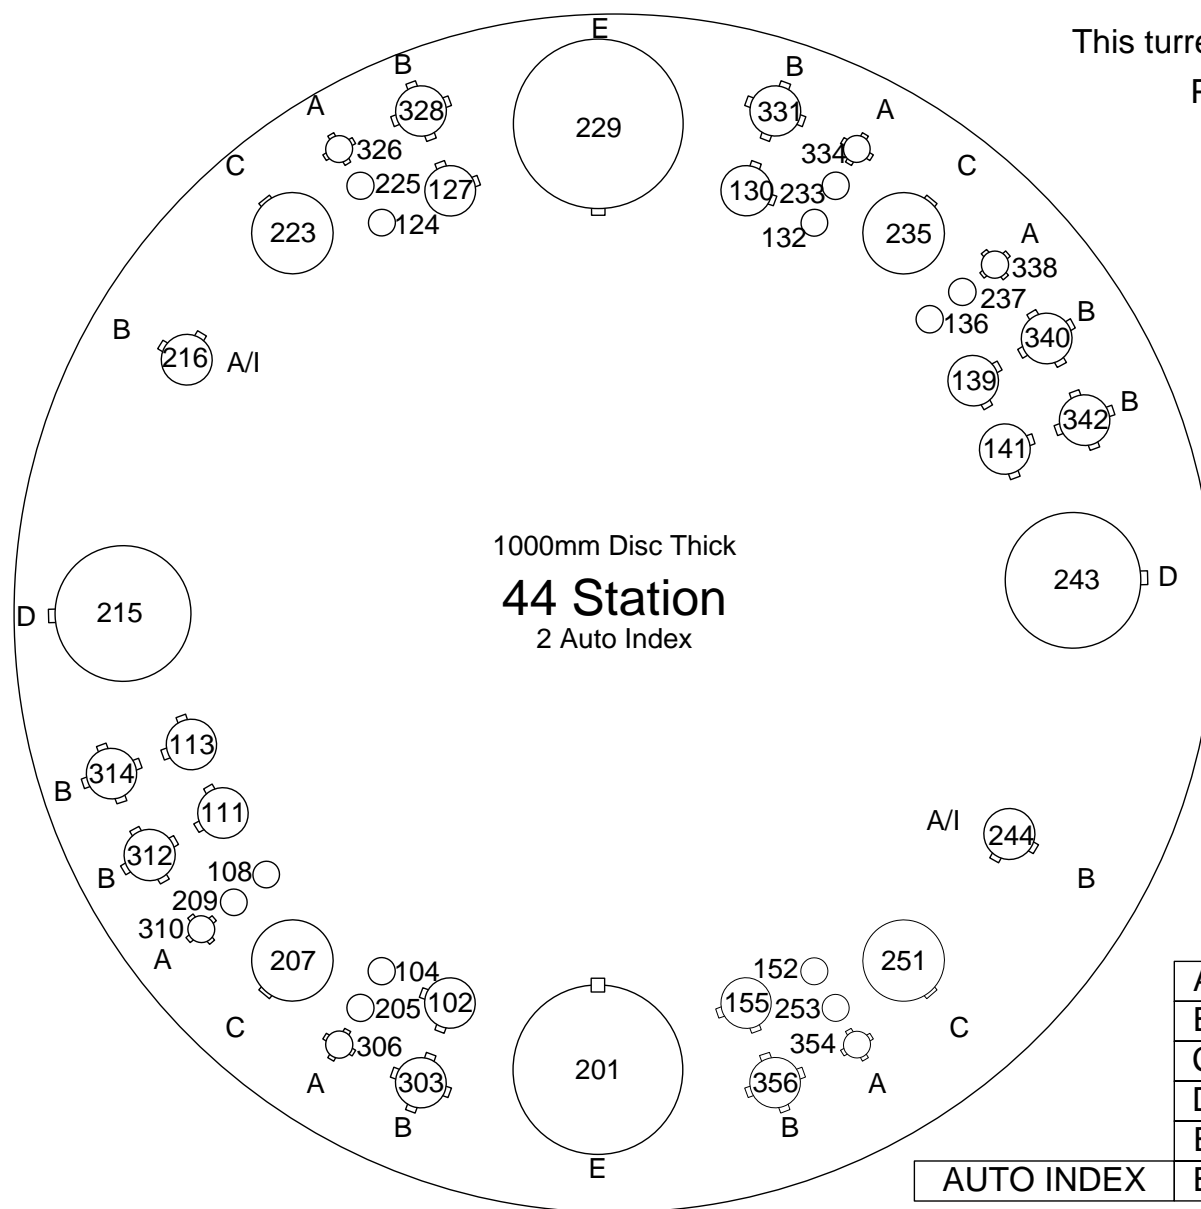 E
This turre
B
B
P
A
328
331
A
229
326
334
C
225
127
130
233
C
124
132
223
235
A
338
237
136
B
B
340
216
A/I
139
B
342
141
1000mm Disc Thick
44 Station
2 Auto Index
D
215
243
D
113
314
B
111
A/I
244
312
B
108
B
209
310
A
207
104
152
251
205
102
155
253
C
306
354
C
A
303
201
356
A
B
B
E
A
B
C
D
E
AUTO INDEX
B